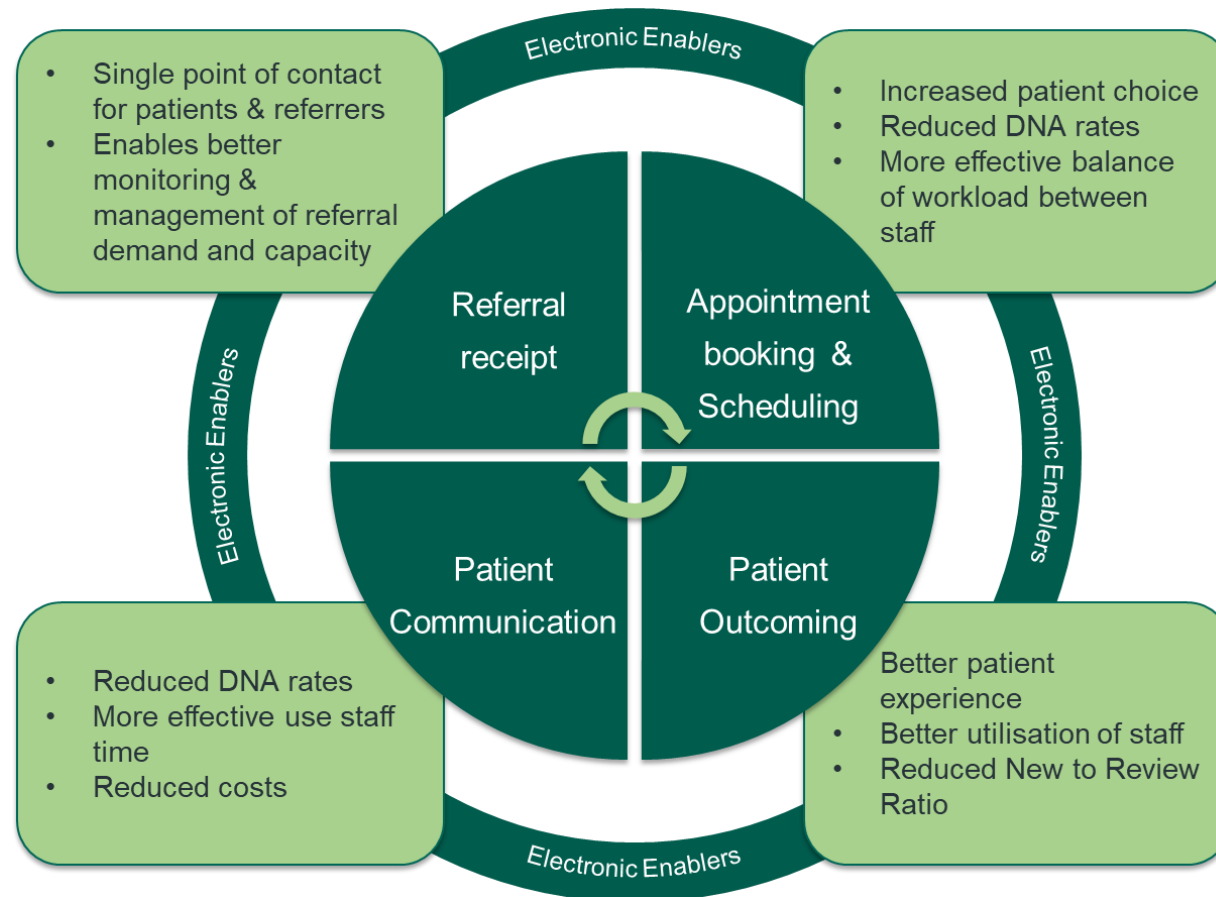 Electronic Enablers
• Single point of contact
for patients & referrers
• Enables better
monitoring &
management of referral
demand and capacity
• Increased patient choice
• Reduced DNA rates
• More effective balance
of workload between
staff
Referral
receipt
Appointment
booking &
Scheduling
Electronic Enablers
Electronic Enablers
Patient
Communication
Patient
Outcoming
• Reduced DNA rates
• More effective use staff
time
• Reduced costs
Better patient
experience
• Better utilisation of staff
• Reduced New to Review
Ratio
Electronic Enablers